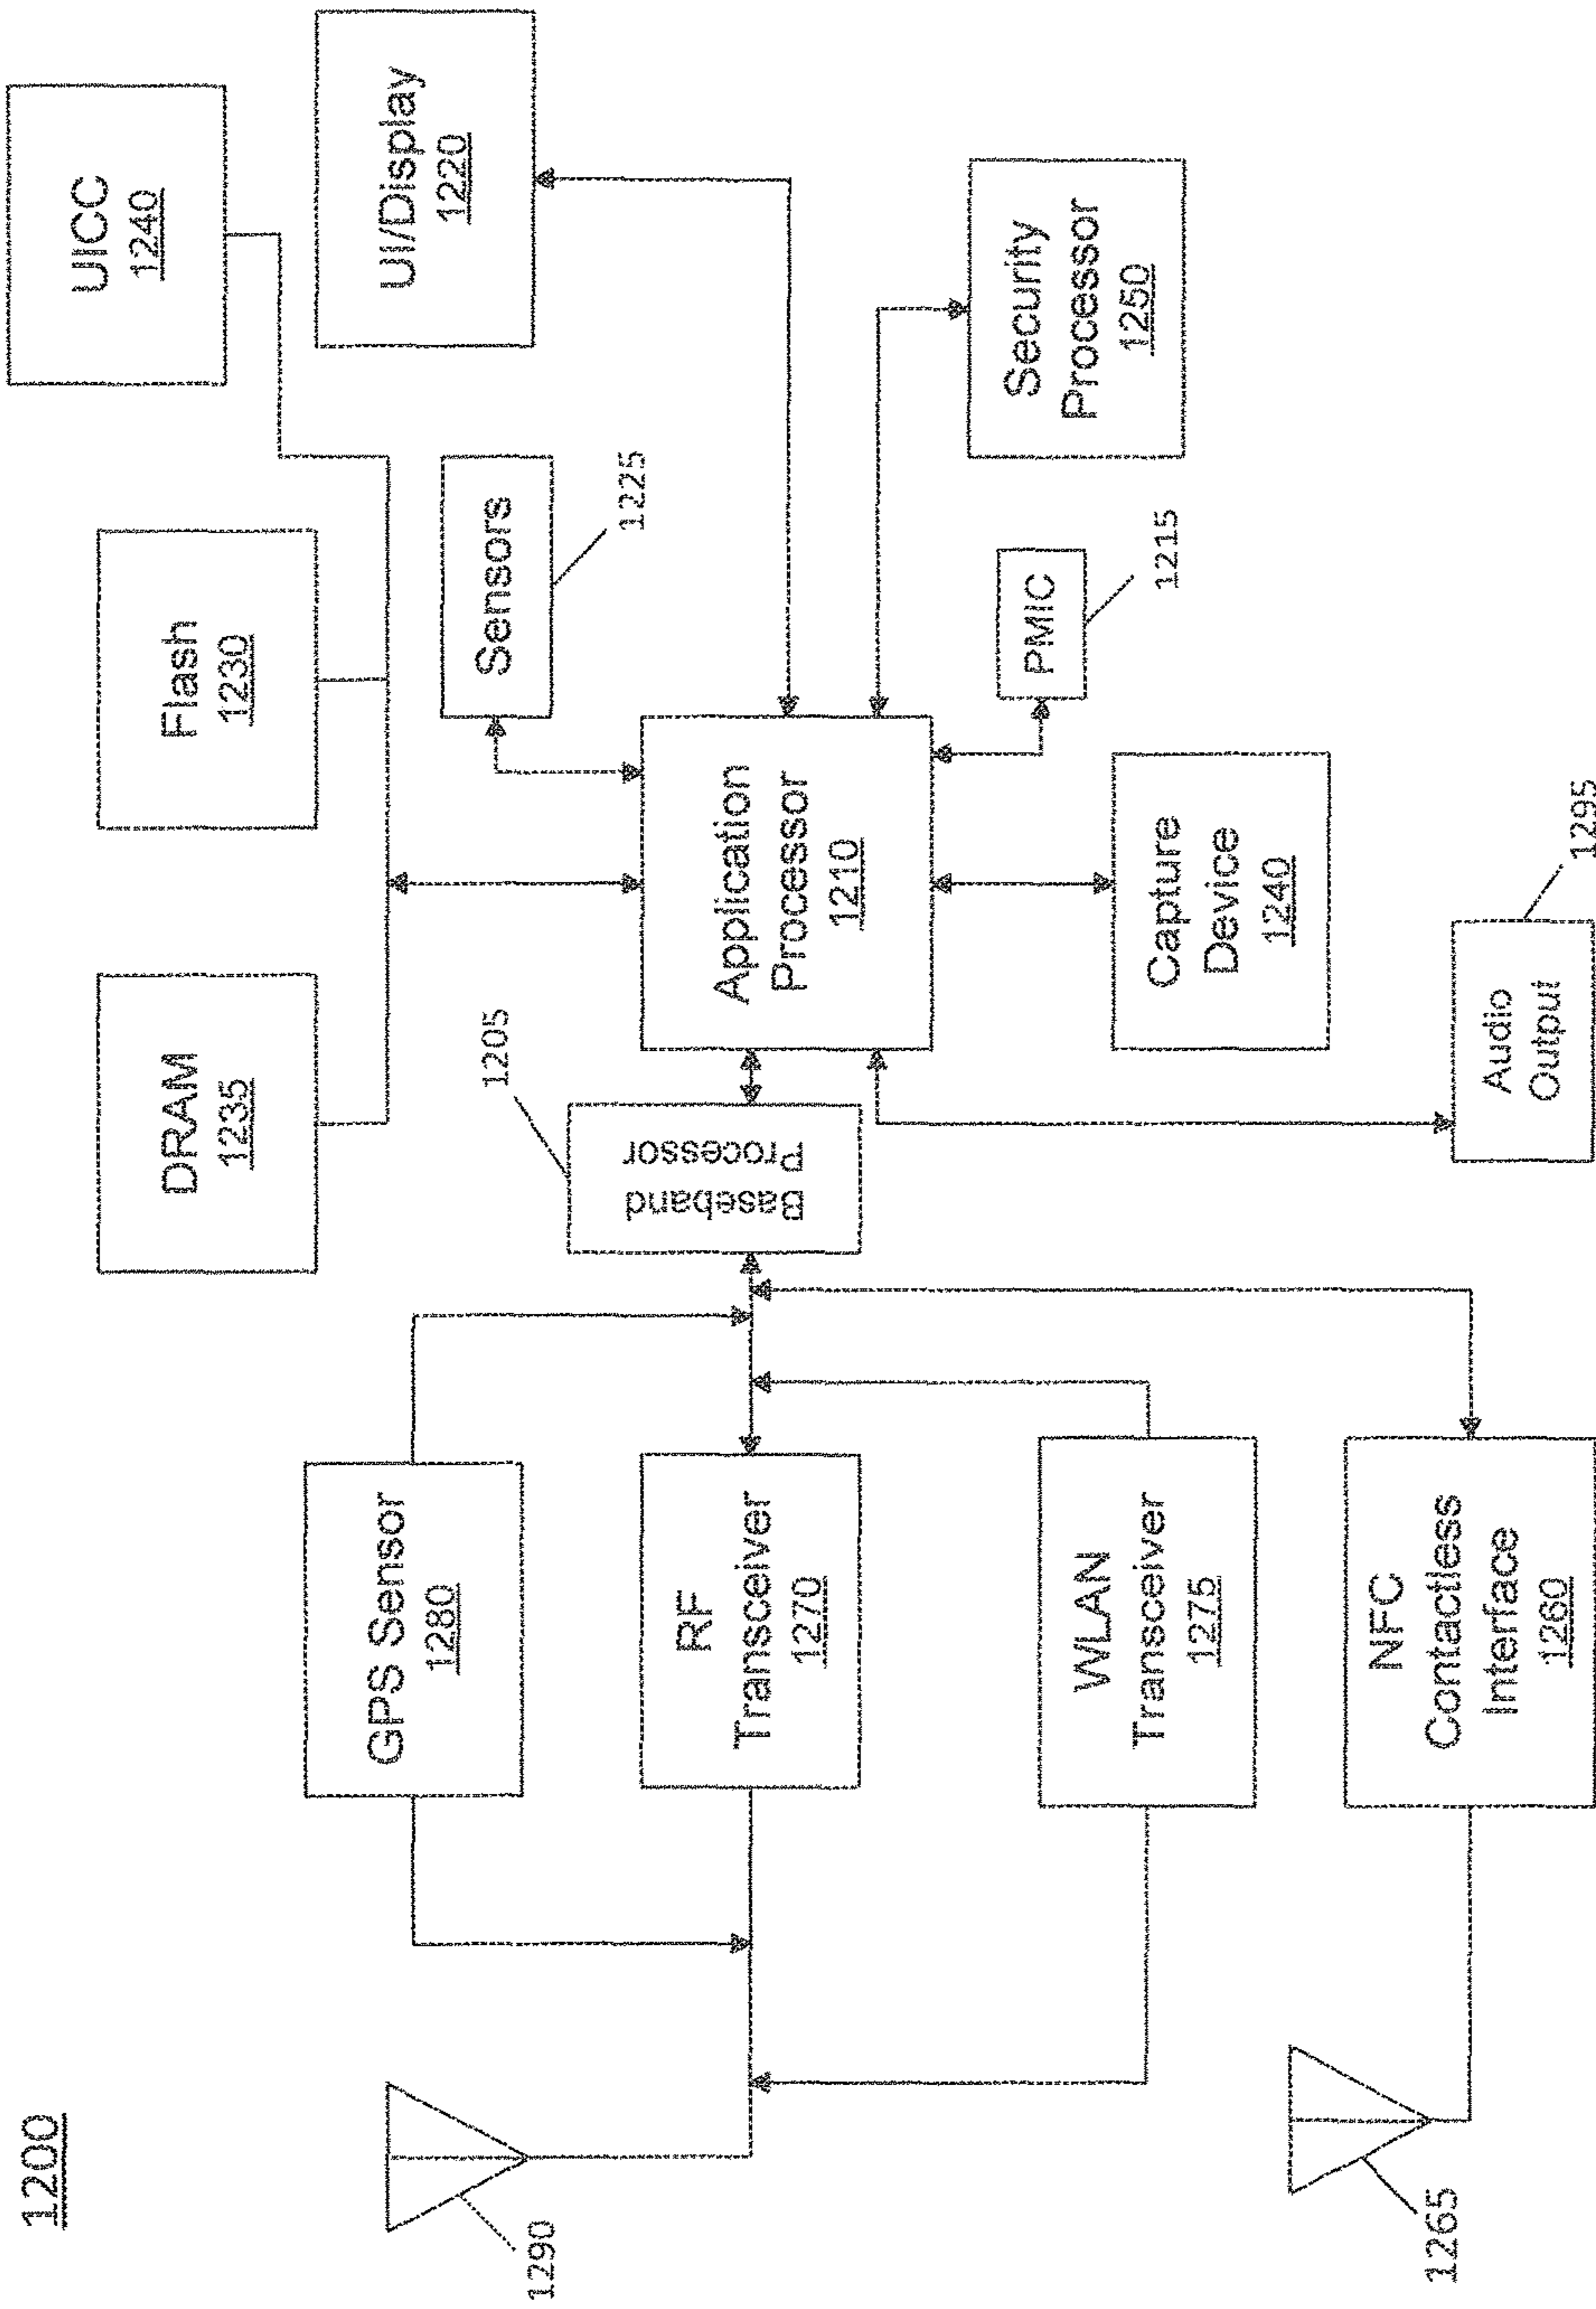 1200
UICC
1240
Flash
1230
DRAM
1235
UI/Display
1220
Sensors
1225
GPS Sensor
1280
1205
Baseband
Processor
Application
Processor
1210
Security
Processor
1250
PMIC
1215
RF
Transceiver
1270
Capture
Device
1240
WLAN
Transceiver
1275
1290
Audio
Output
1295
NFC
Contactless
Interface
1260
1265